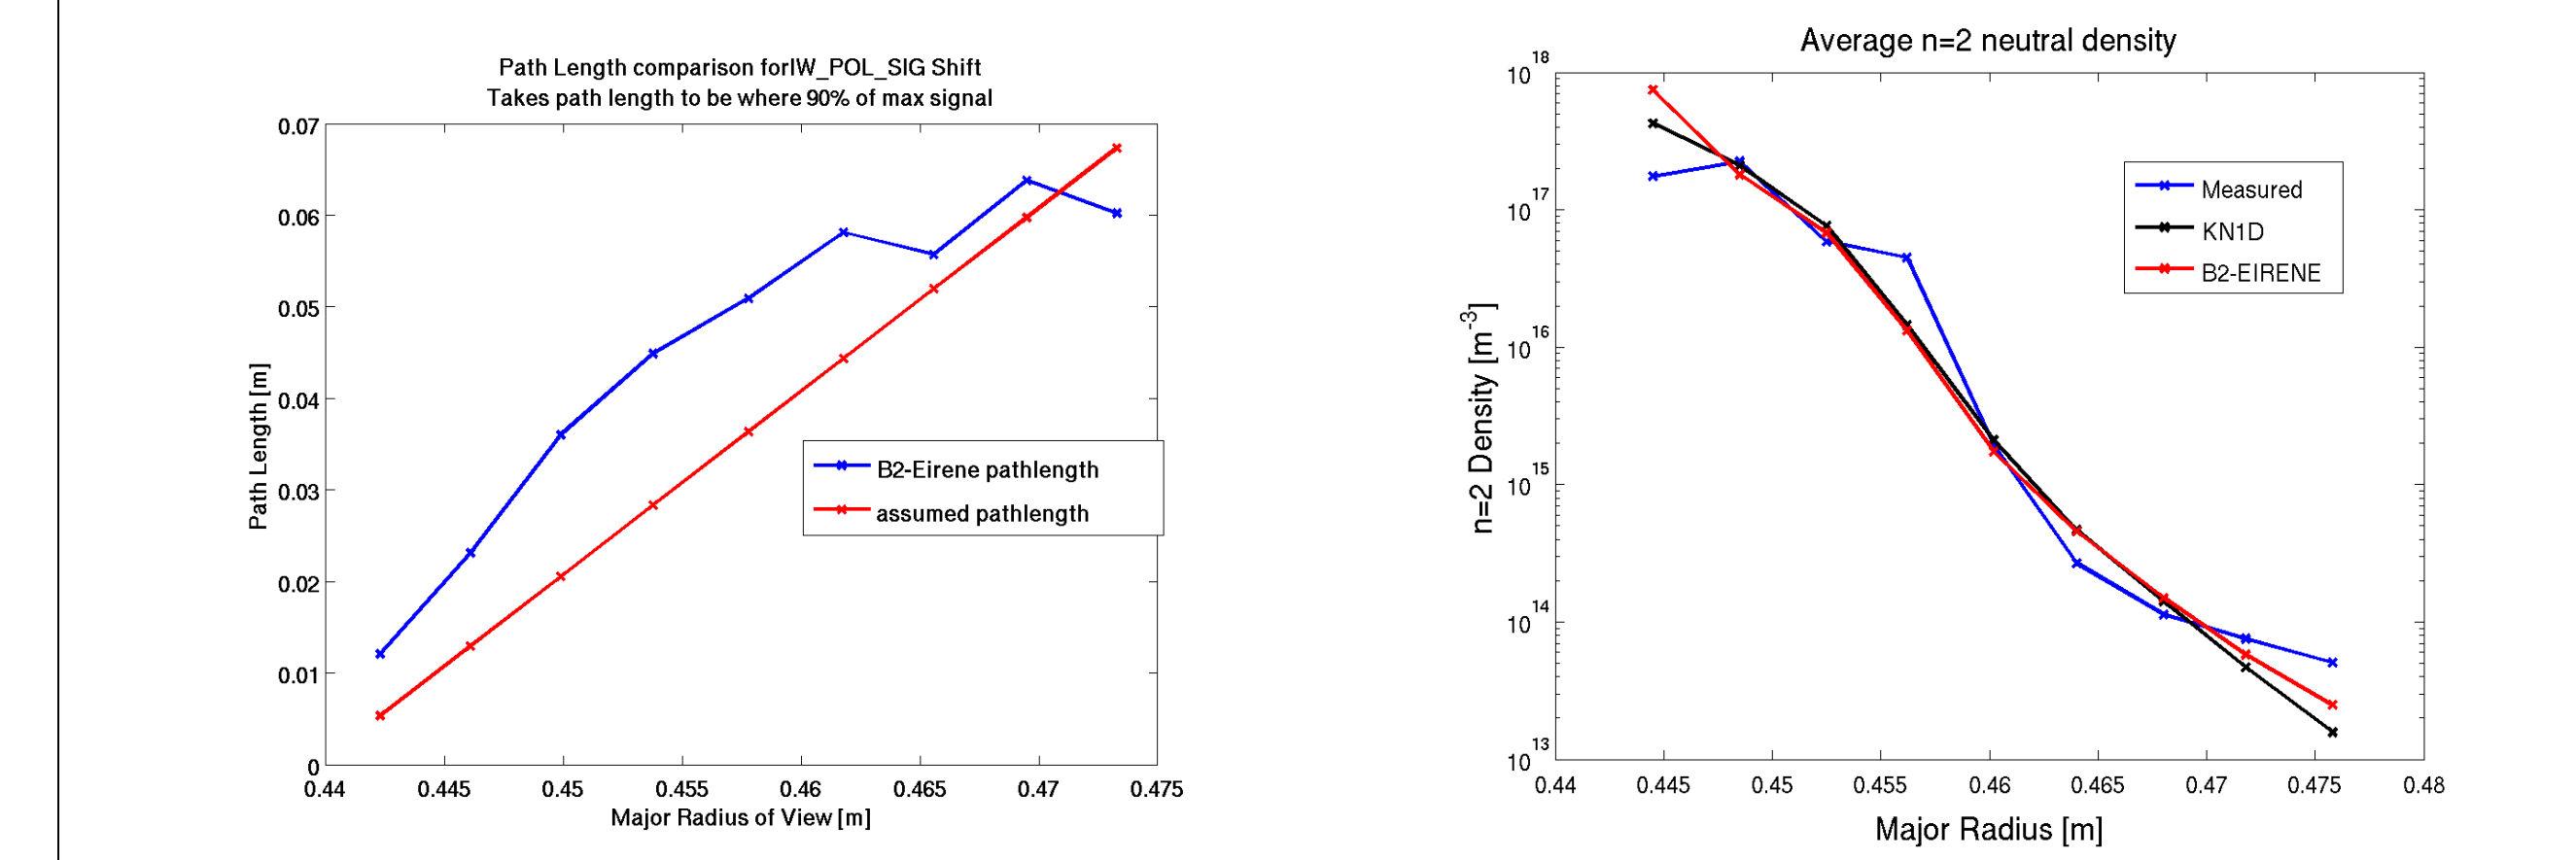 Path Length comparison forIW_POL_SIG Shift
Takes path length to be where 90% of max signal
0.07
0.06
0.05
0.04
0.03
0.02
0.01
0
Path Length [m]
0.44 0.445 0.45 0.455 0.46 0.465 0.47 0.475
Major Radius of View [m]
B2-Eirene pathlength
assumed pathlength
Average n=2 neutral density
10^18
10^17
10^16
10^15
10^14
10^13
n=2 Density [m^-3]
0.44 0.445 0.45 0.455 0.46 0.465 0.47 0.475 0.48
Major Radius [m]
Measured
KN1D
B2-EIRENE